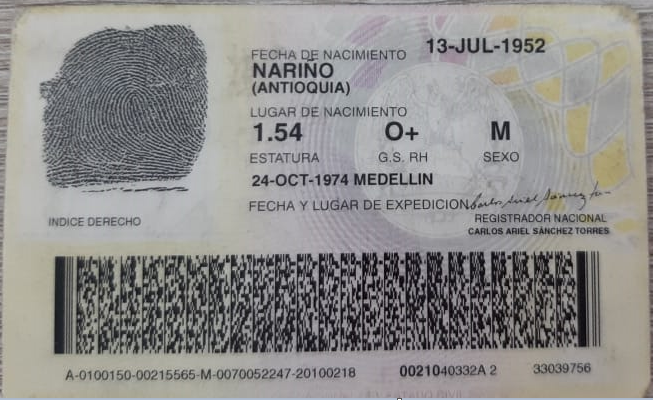 FECHA DE NACIMIENTO 13-JUL-1952
NARIÑO
(ANTIOQUIA)
LUGAR DE NACIMIENTO
1.54 O+ M
ESTATURA G.S. RH SEXO
24-OCT-1974 MEDELLIN
FECHA Y LUGAR DE EXPEDICION
INDICE DERECHO
REGISTRADOR NACIONAL
CARLOS ARIEL SÁNCHEZ TORRES
A-0100150-00215565-M-0070052247-20100218 0021040332A 2 33039756